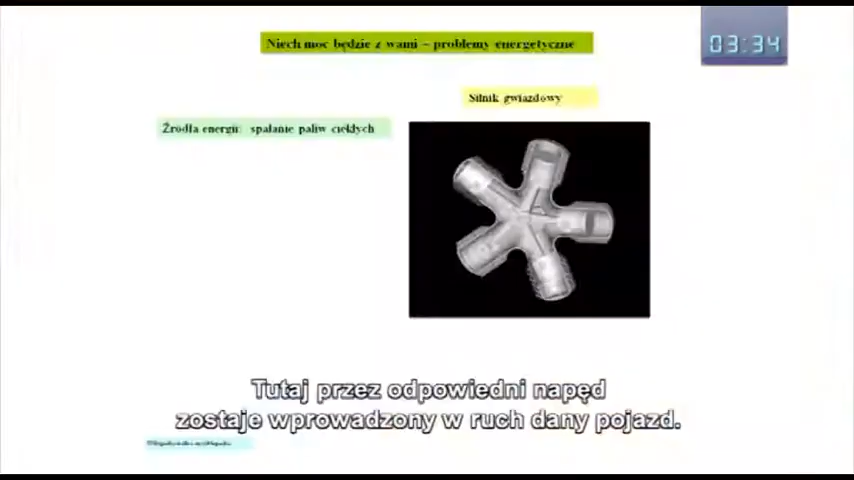 Niech moc będzie z wami – problemy energetyczne
03:34
Silnik gwiazdowy
Źródła energii: spalanie paliw ciekłych
Tutaj przez odpowiedni napęd
zostaje wprowadzony w ruch dany pojazd.